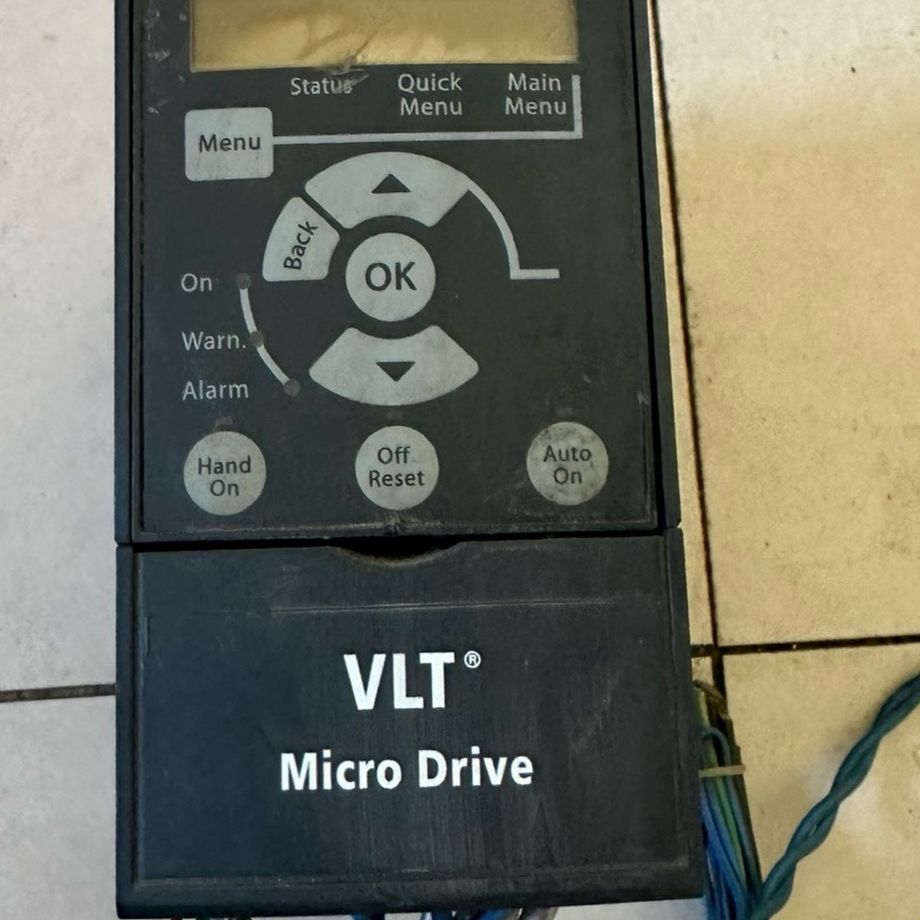 Status
Quick
Menu
Main
Menu
Menu
Back
OK
On
Warn.
Alarm
Hand
On
Off
Reset
Auto
On
VLT®
Micro Drive